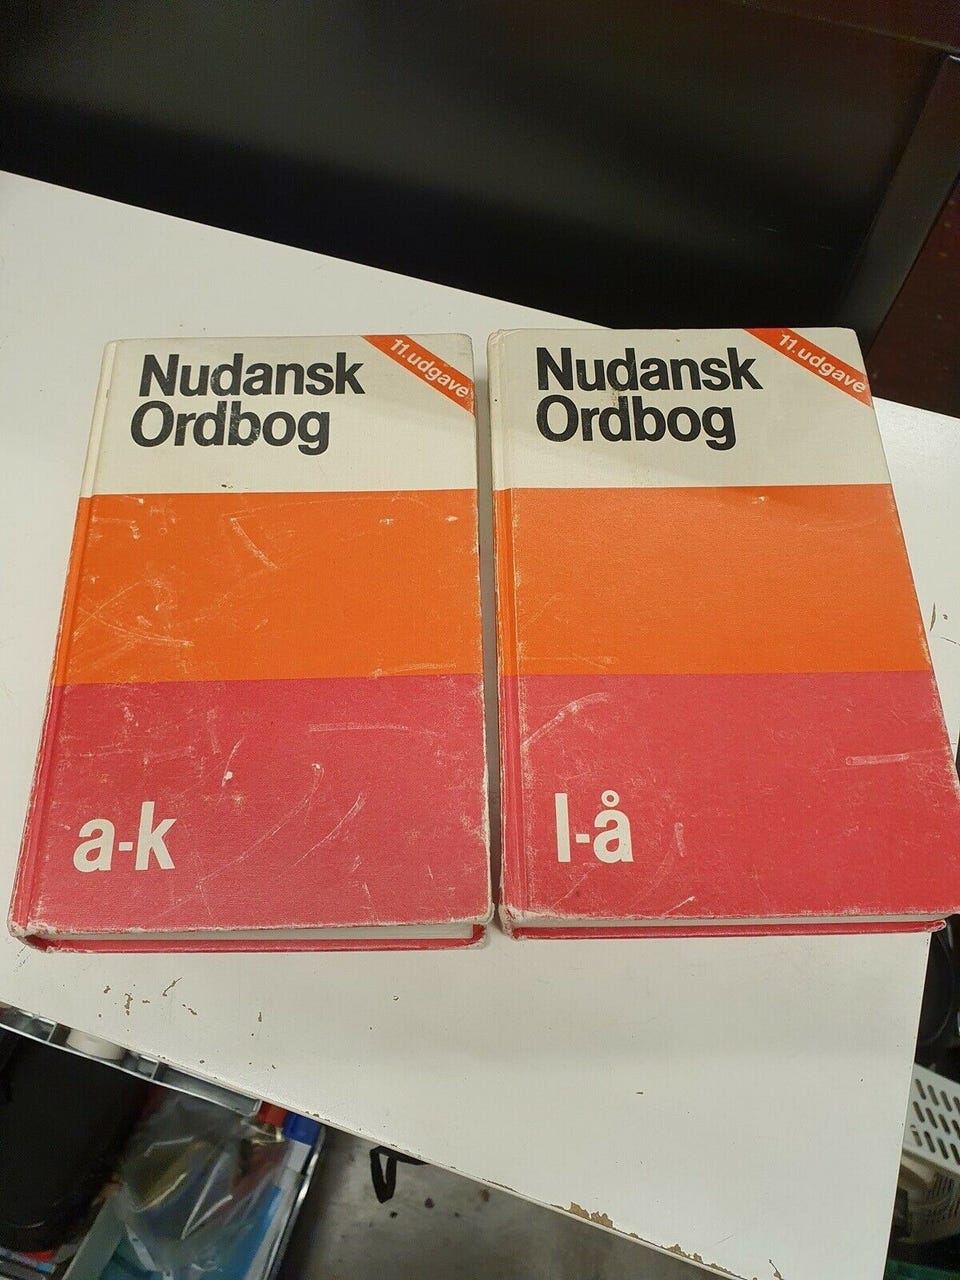 Nudansk
Ordbog
11.udgave
a-k
Nudansk
Ordbog
11.udgave
l-å